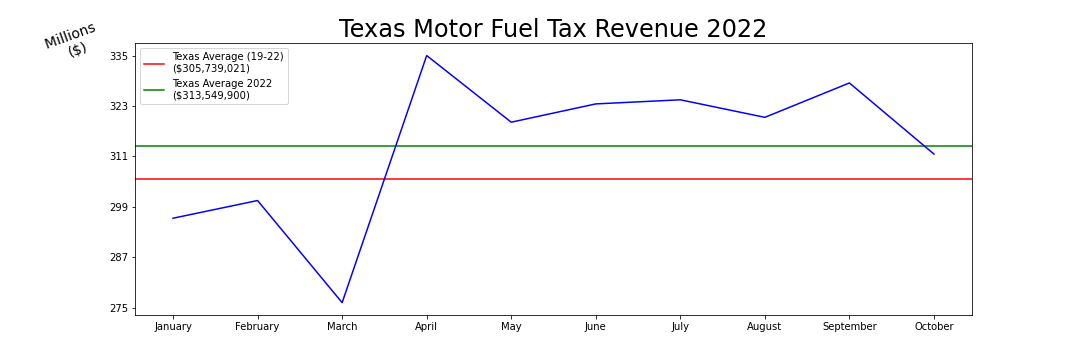 Texas Motor Fuel Tax Revenue 2022
Millions
($)
Texas Average (19-22)
($305,739,021)
Texas Average 2022
($313,549,900)
335
323
311
299
287
275
January February March April May June July August September October